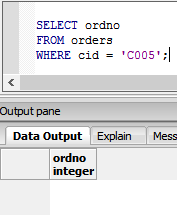 SELECT ordno
FROM orders
WHERE cid = 'C005';
Output pane
Data Output Explain Mess
ordno
integer